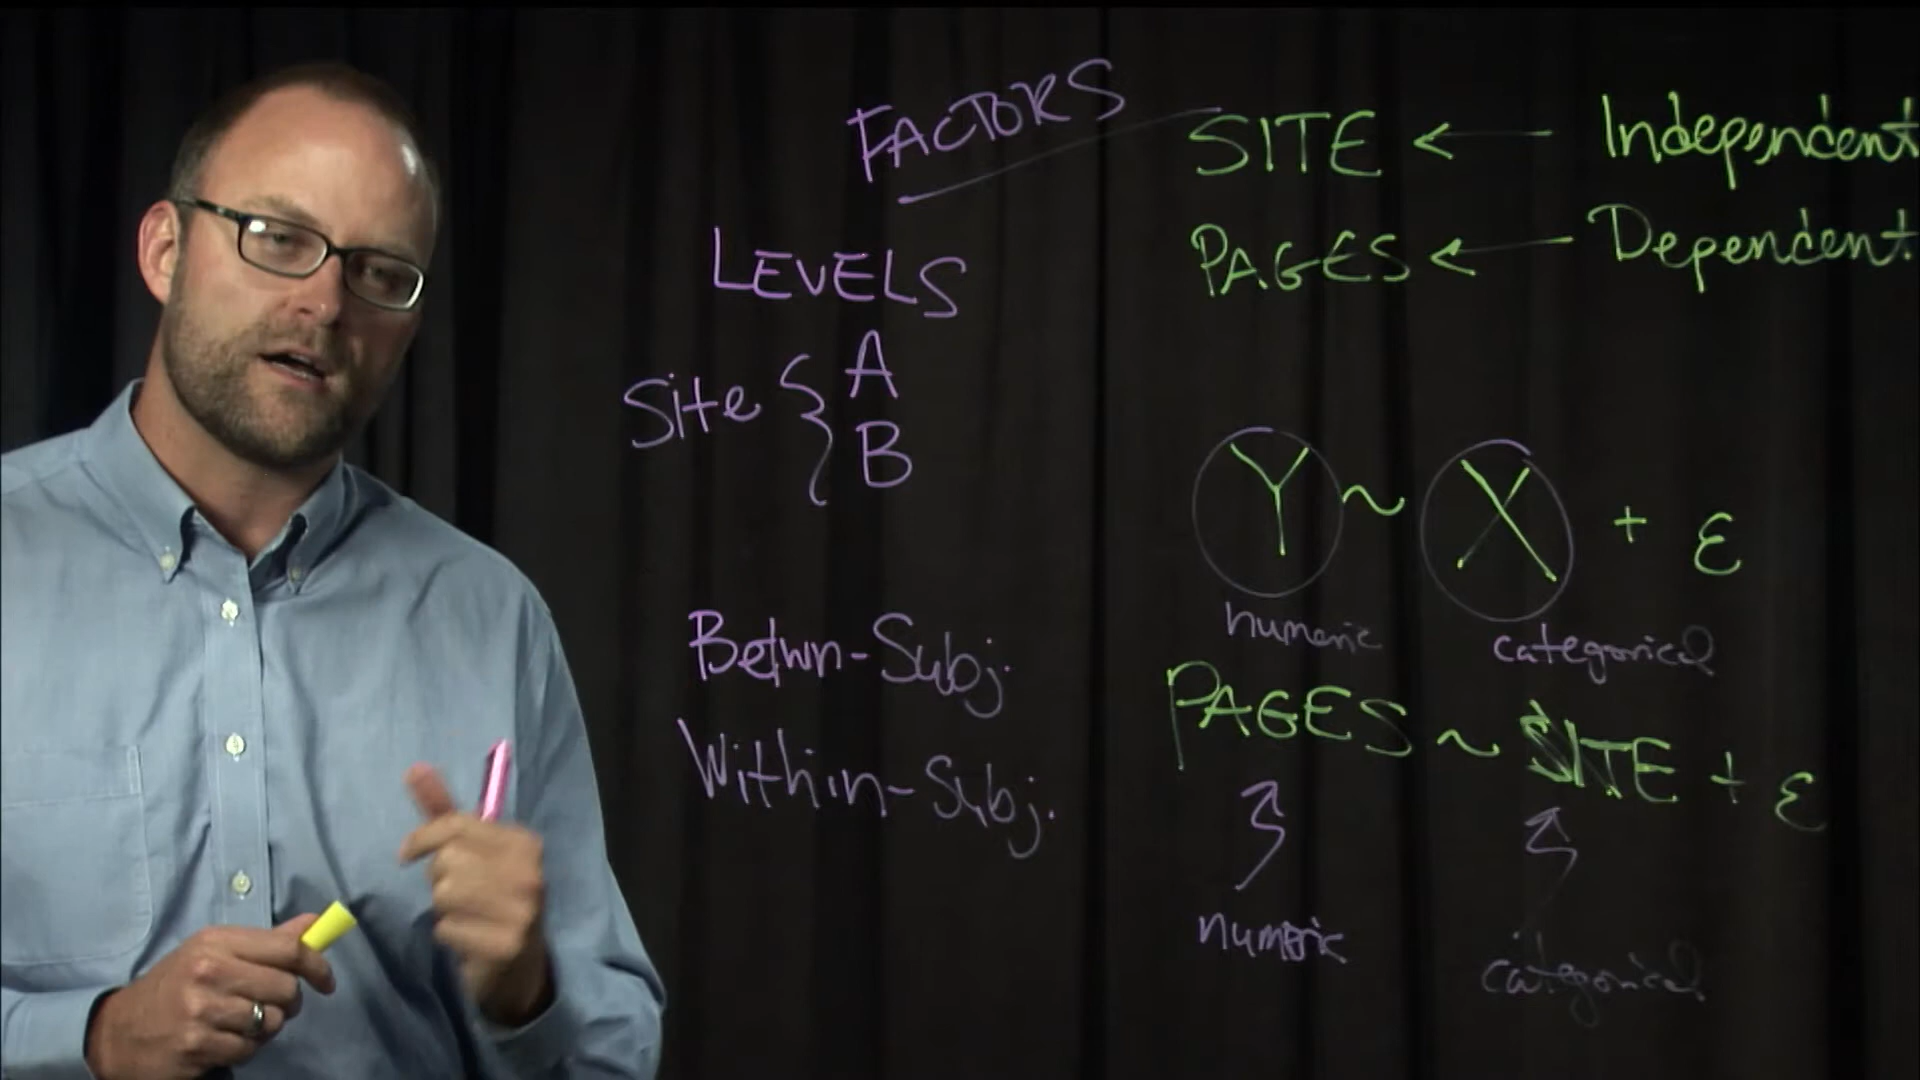 FACTORS
SITE ← Independent
PAGES ← Dependent
LEVELS
Site { A
B
Y ~ X + ε
numeric categorical
Betwn-Subj.
Within-Subj.
PAGES ~ SITE + ε
numeric categorical